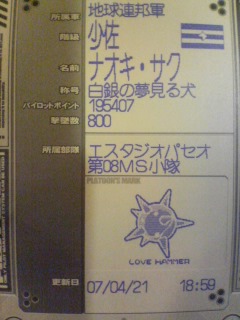 所属軍 地球連邦軍
階級 少佐
名前 ナオキ・サク
称号 白銀の夢見る犬
パイロットポイント 195407
撃墜数 800
所属部隊 エスタジオパセオ
第08MS小隊
PLATOON'S MARK
LOVE HAMMER
更新日 07/04/21 18:59